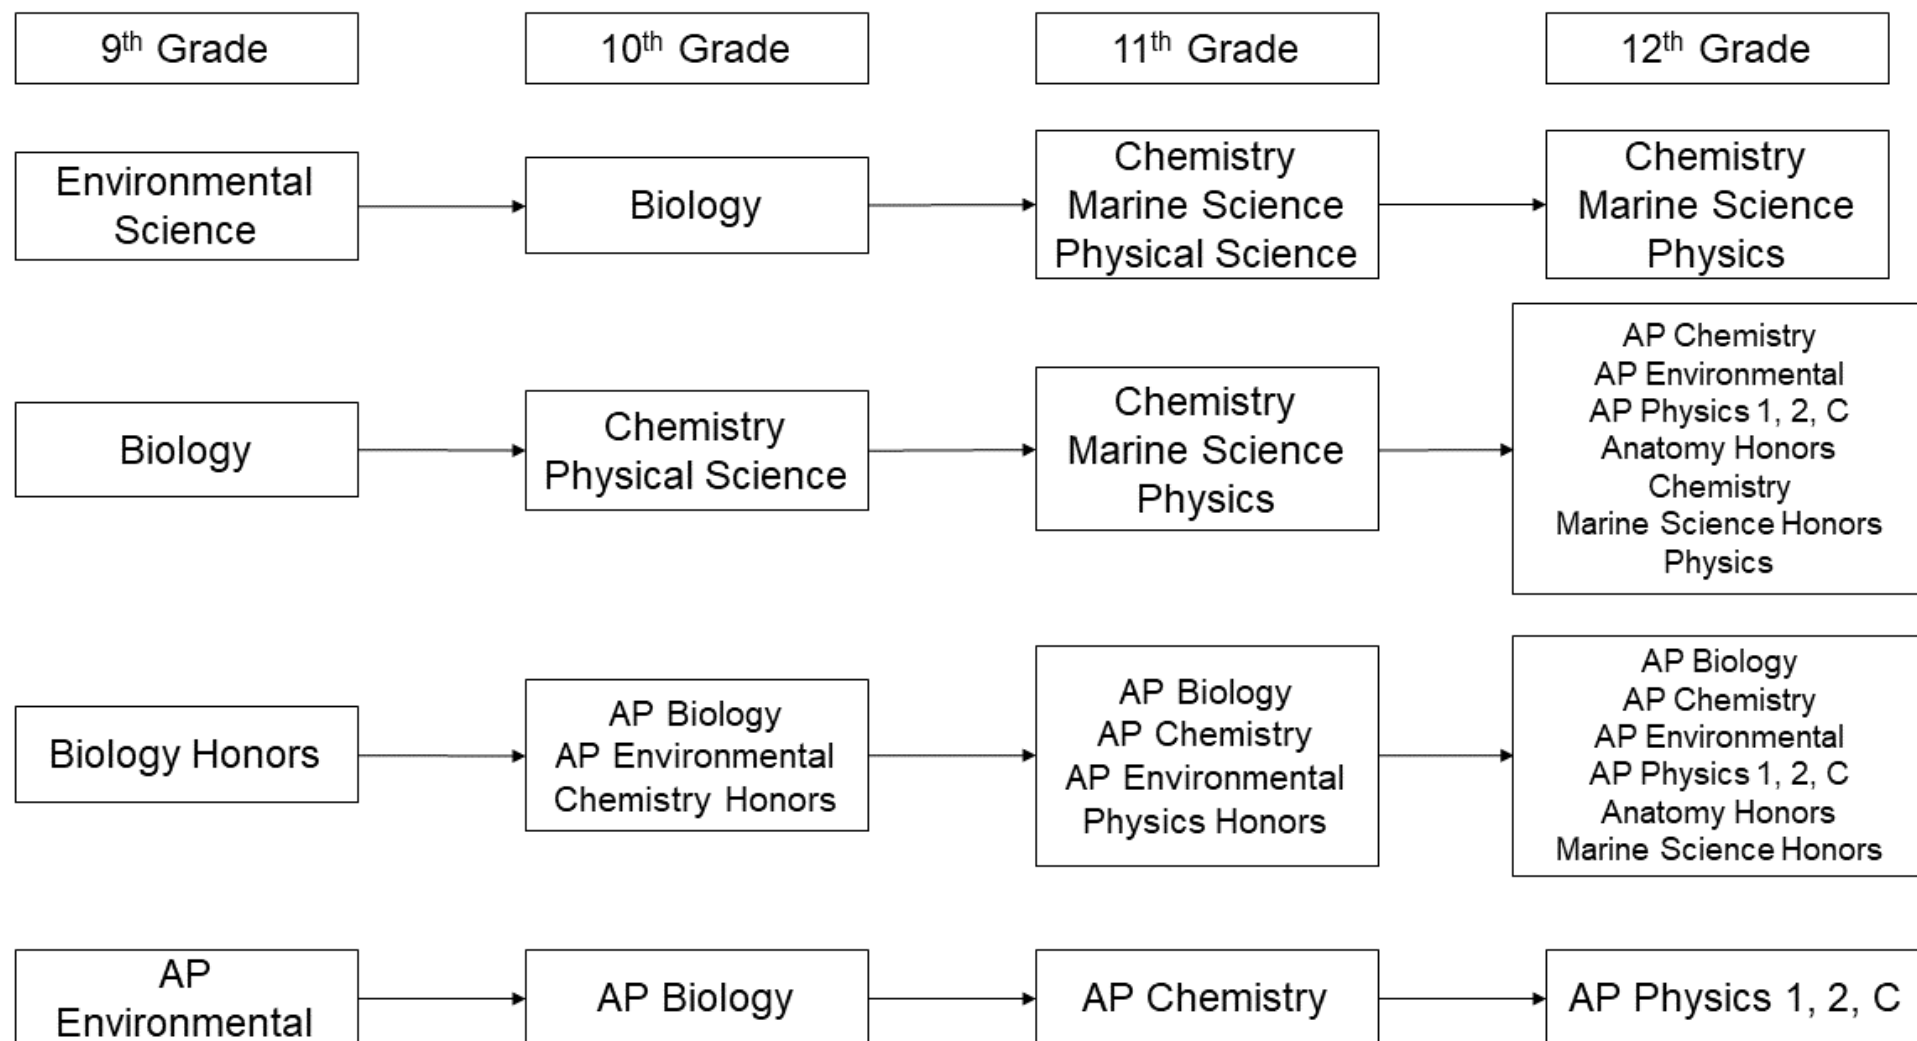 9th Grade
10th Grade
11th Grade
12th Grade
Environmental
Science
Biology
Chemistry
Marine Science
Physical Science
Chemistry
Marine Science
Physics
Biology
Chemistry
Physical Science
Chemistry
Marine Science
Physics
AP Chemistry
AP Environmental
AP Physics 1, 2, C
Anatomy Honors
Chemistry
Marine Science Honors
Physics
Biology Honors
AP Biology
AP Environmental
Chemistry Honors
AP Biology
AP Chemistry
AP Environmental
Physics Honors
AP Biology
AP Chemistry
AP Environmental
AP Physics 1, 2, C
Anatomy Honors
Marine Science Honors
AP
Environmental
AP Biology
AP Chemistry
AP Physics 1, 2, C